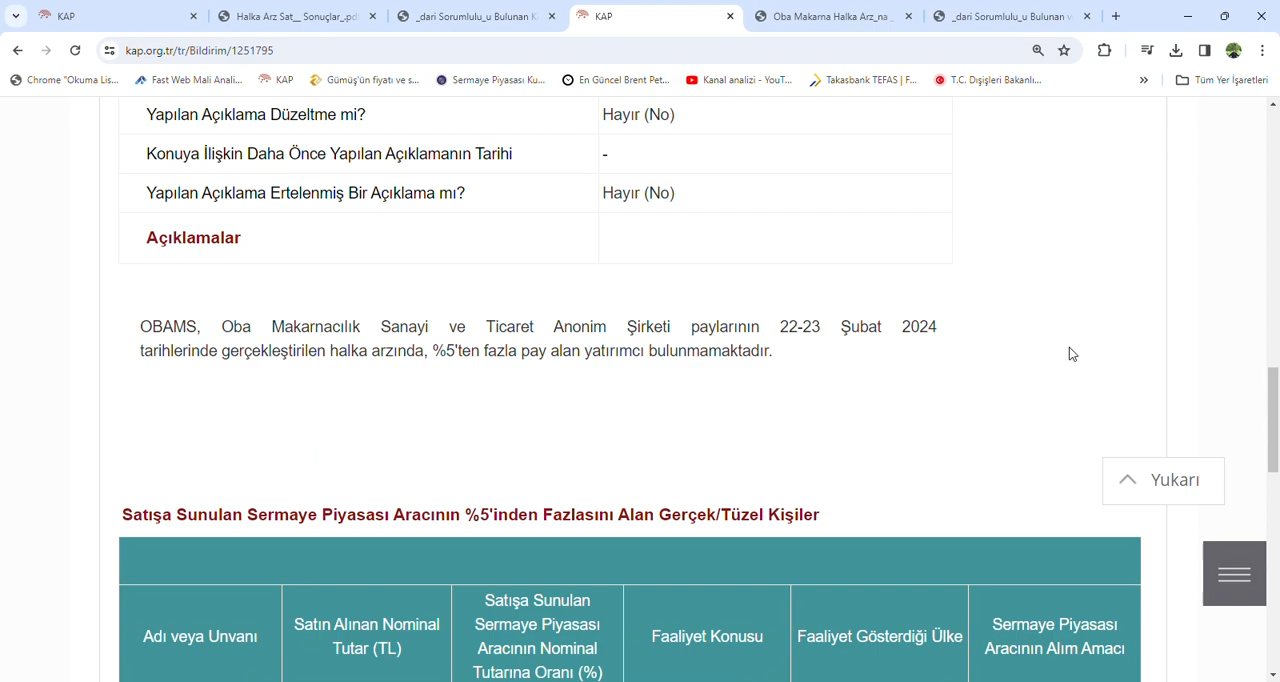 KAP
Halka Arz Sat__ Sonuçlar_.pd
_dari Sorumlulu_u Bulunan K
KAP
Oba Makarna Halka Arz_na_
_dari Sorumlulu_u Bulunan v
kap.org.tr/tr/Bildirim/1251795
Chrome "Okuma Lis...
Fast Web Mali Anali...
KAP
Gümüş'ün fiyatı ve s...
Sermaye Piyasası Ku...
En Güncel Brent Pet...
Kanal analizi - YouT...
Takasbank TEFAS | F...
T.C. Dışişleri Bakanlı...
»
Tüm Yer İşaretleri
Yapılan Açıklama Düzeltme mi? Hayır (No)
Konuya İlişkin Daha Önce Yapılan Açıklamanın Tarihi -
Yapılan Açıklama Ertelenmiş Bir Açıklama mı? Hayır (No)
Açıklamalar
OBAMS, Oba Makarnacılık Sanayi ve Ticaret Anonim Şirketi paylarının 22-23 Şubat 2024
tarihlerinde gerçekleştirilen halka arzında, %5'ten fazla pay alan yatırımcı bulunmamaktadır.
Yukarı
Satışa Sunulan Sermaye Piyasası Aracının %5'inden Fazlasını Alan Gerçek/Tüzel Kişiler
Adı veya Unvanı
Satın Alınan Nominal
Tutar (TL)
Satışa Sunulan
Sermaye Piyasası
Aracının Nominal
Tutarına Oranı (%)
Faaliyet Konusu
Faaliyet Gösterdiği Ülke
Sermaye Piyasası
Aracının Alım Amacı